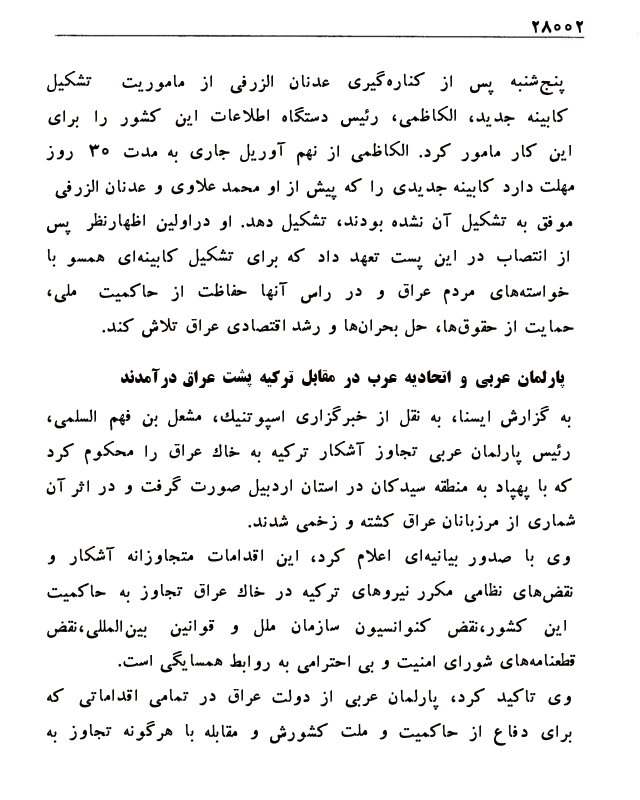 ۲۸۰۰۲
پنج‌شنبه پس از کناره‌گیری عدنان الزرفی از ماموریت تشکیل
کابینه جدید، الکاظمی، رئیس دستگاه اطلاعات این کشور را برای
این کار مامور کرد. الکاظمی از نهم آوریل جاری به مدت ۳۰ روز
مهلت دارد کابینه جدیدی را که پیش از او محمد علاوی و عدنان الزرفی
موفق به تشکیل آن نشده بودند، تشکیل دهد. او دراولین اظهارنظر پس
از انتصاب در این پست تعهد داد که برای تشکیل کابینه‌ای همسو با
خواسته‌های مردم عراق و در راس آنها حفاظت از حاکمیت ملی،
حمایت از حقوق‌ها، حل بحران‌ها و رشد اقتصادی عراق تلاش کند.
پارلمان عربی و اتحادیه عرب در مقابل ترکیه پشت عراق درآمدند
به گزارش ایسنا، به نقل از خبرگزاری اسپوتنیك، مشعل بن فهم السلمی،
رئیس پارلمان عربی تجاوز آشکار ترکیه به خاك عراق را محکوم کرد
که با پهپاد به منطقه سیدکان در استان اردبیل صورت گرفت و در اثر آن
شماری از مرزبانان عراق کشته و زخمی شدند.
وی با صدور بیانیه‌ای اعلام کرد، این اقدامات متجاوزانه آشکار و
نقض‌های نظامی مکرر نیروهای ترکیه در خاك عراق تجاوز به حاکمیت
این کشور،نقض کنوانسیون سازمان ملل و قوانین بین‌المللی،نقض
قطعنامه‌های شورای امنیت و بی احترامی به روابط همسایگی است.
وی تاکید کرد، پارلمان عربی از دولت عراق در تمامی اقداماتی که
برای دفاع از حاکمیت و ملت کشورش و مقابله با هرگونه تجاوز به